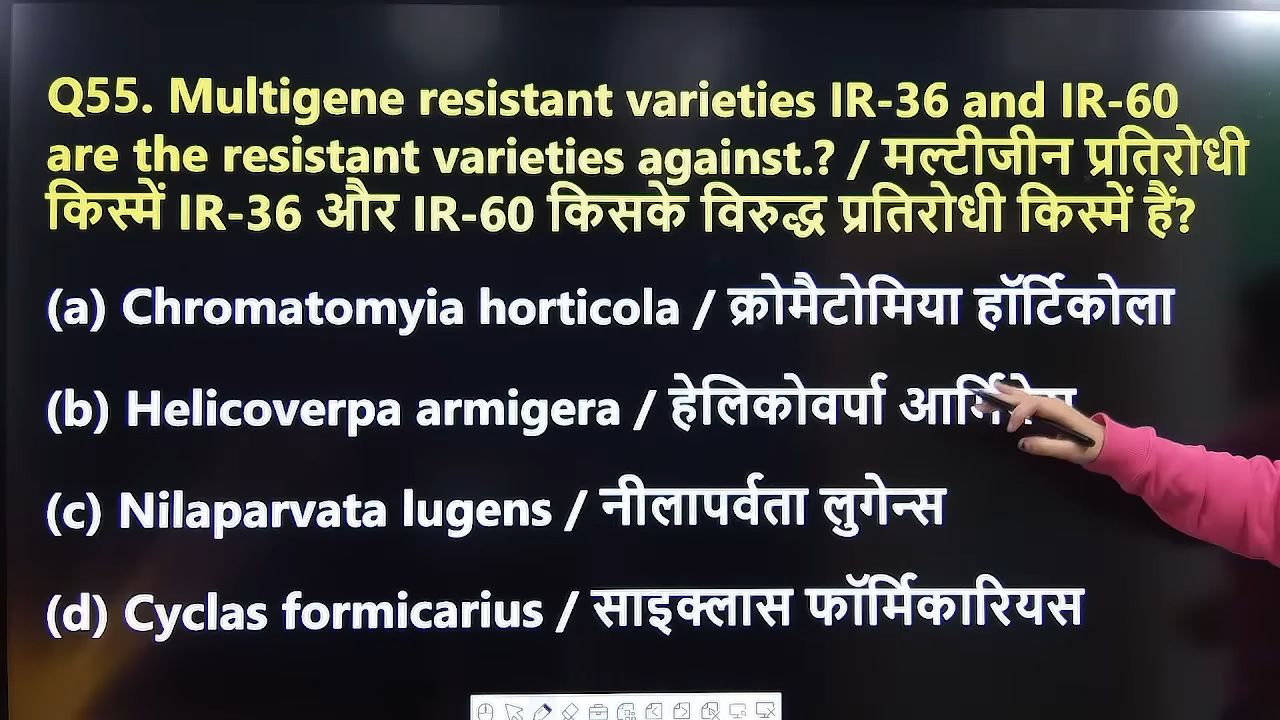 Q55. Multigene resistant varieties IR-36 and IR-60
are the resistant varieties against.? / मल्टीजीन प्रतिरोधी
किस्में IR-36 और IR-60 किसके विरुद्ध प्रतिरोधी किस्में हैं?
(a) Chromatomyia horticola / क्रोमैटोमिया हॉर्टिकोला
(b) Helicoverpa armigera / हेलिकोवर्पा
(c) Nilaparvata lugens / नीलापर्वता लुगेन्स
(d) Cyclas formicarius / साइक्लास फॉर्मिकारियस